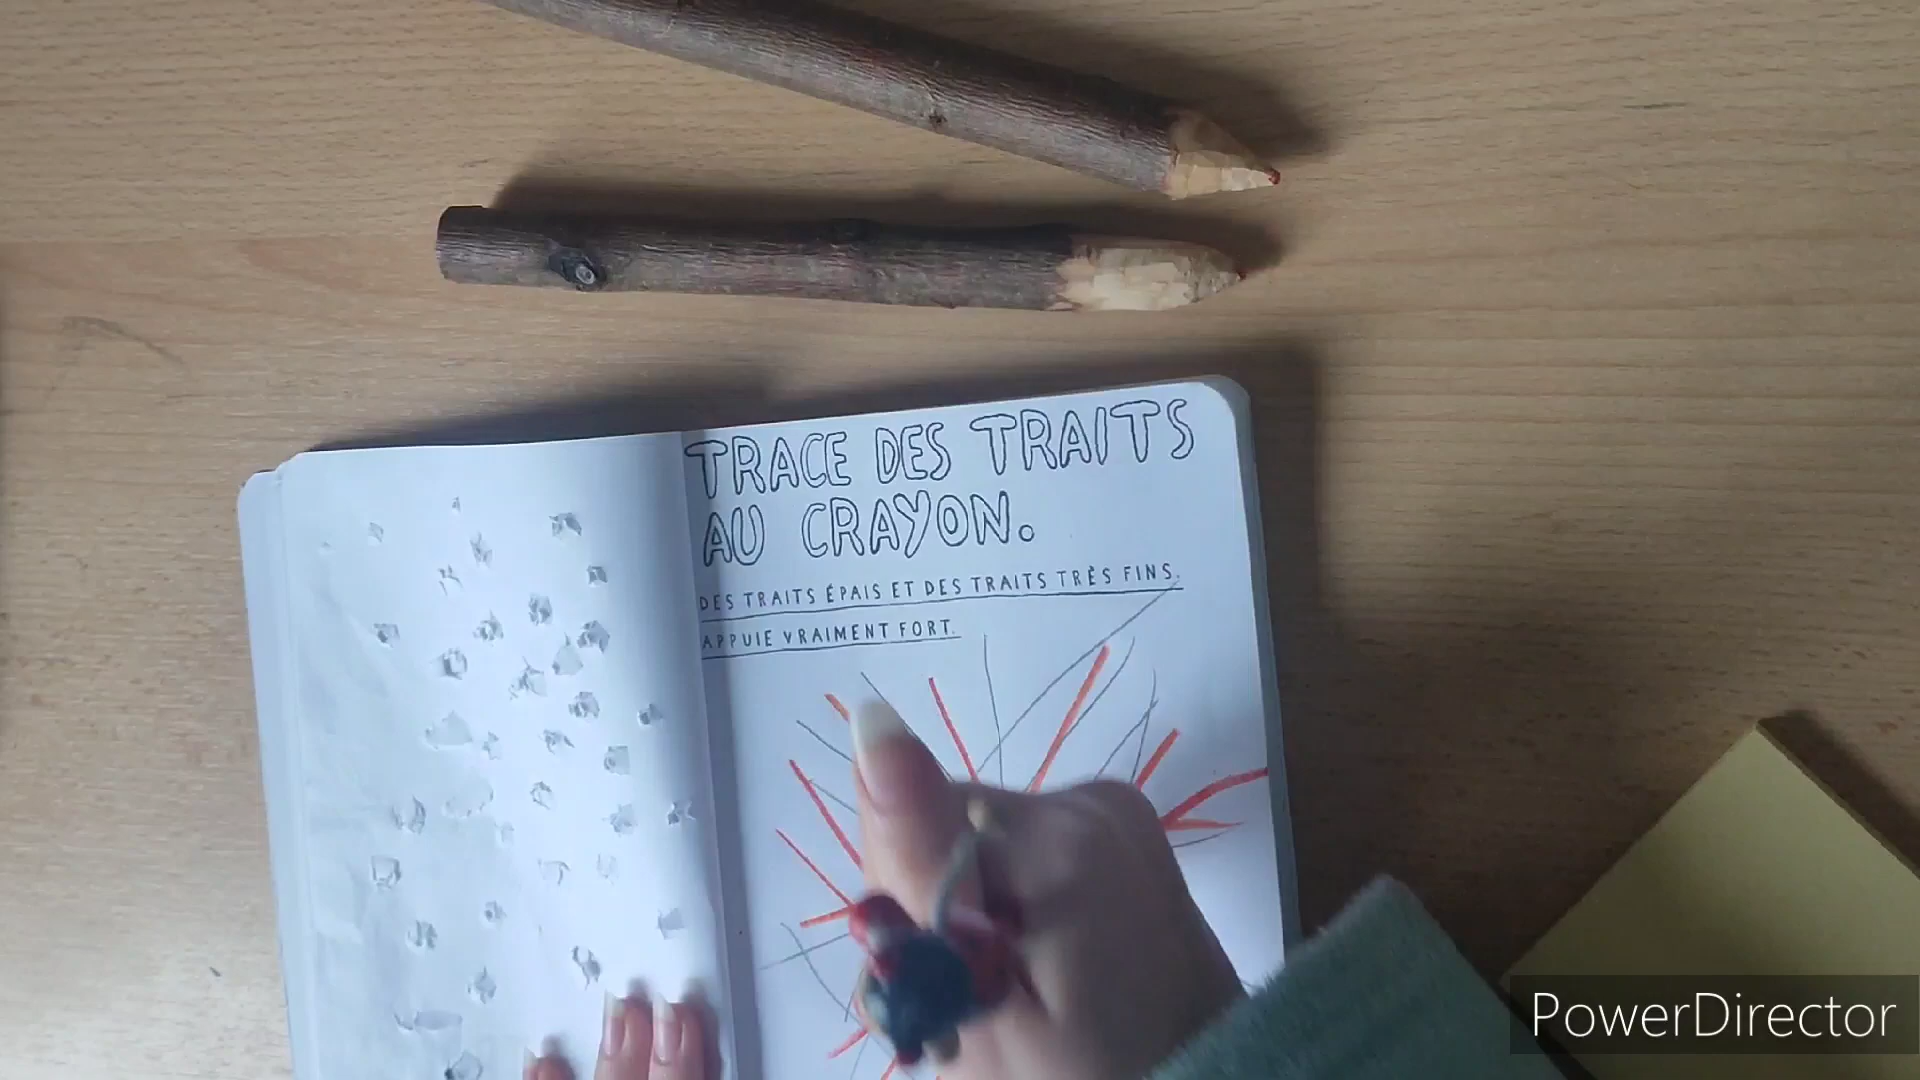 TRACE DES TRAITS
AU CRAYON.
DES TRAITS ÉPAIS ET DES TRAITS TRÈS FINS.
APPUIE VRAIMENT FORT.
PowerDirector